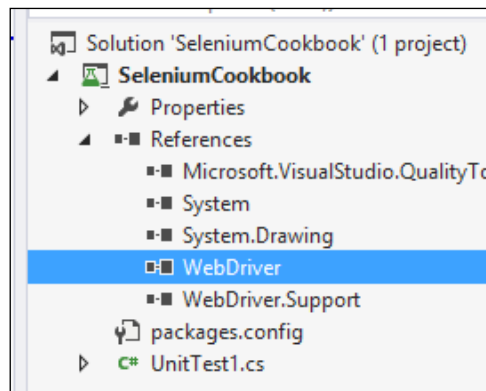 Solution 'SeleniumCookbook' (1 project)
SeleniumCookbook
Properties
References
Microsoft.VisualStudio.QualityTo
System
System.Drawing
WebDriver
WebDriver.Support
packages.config
C# UnitTest1.cs